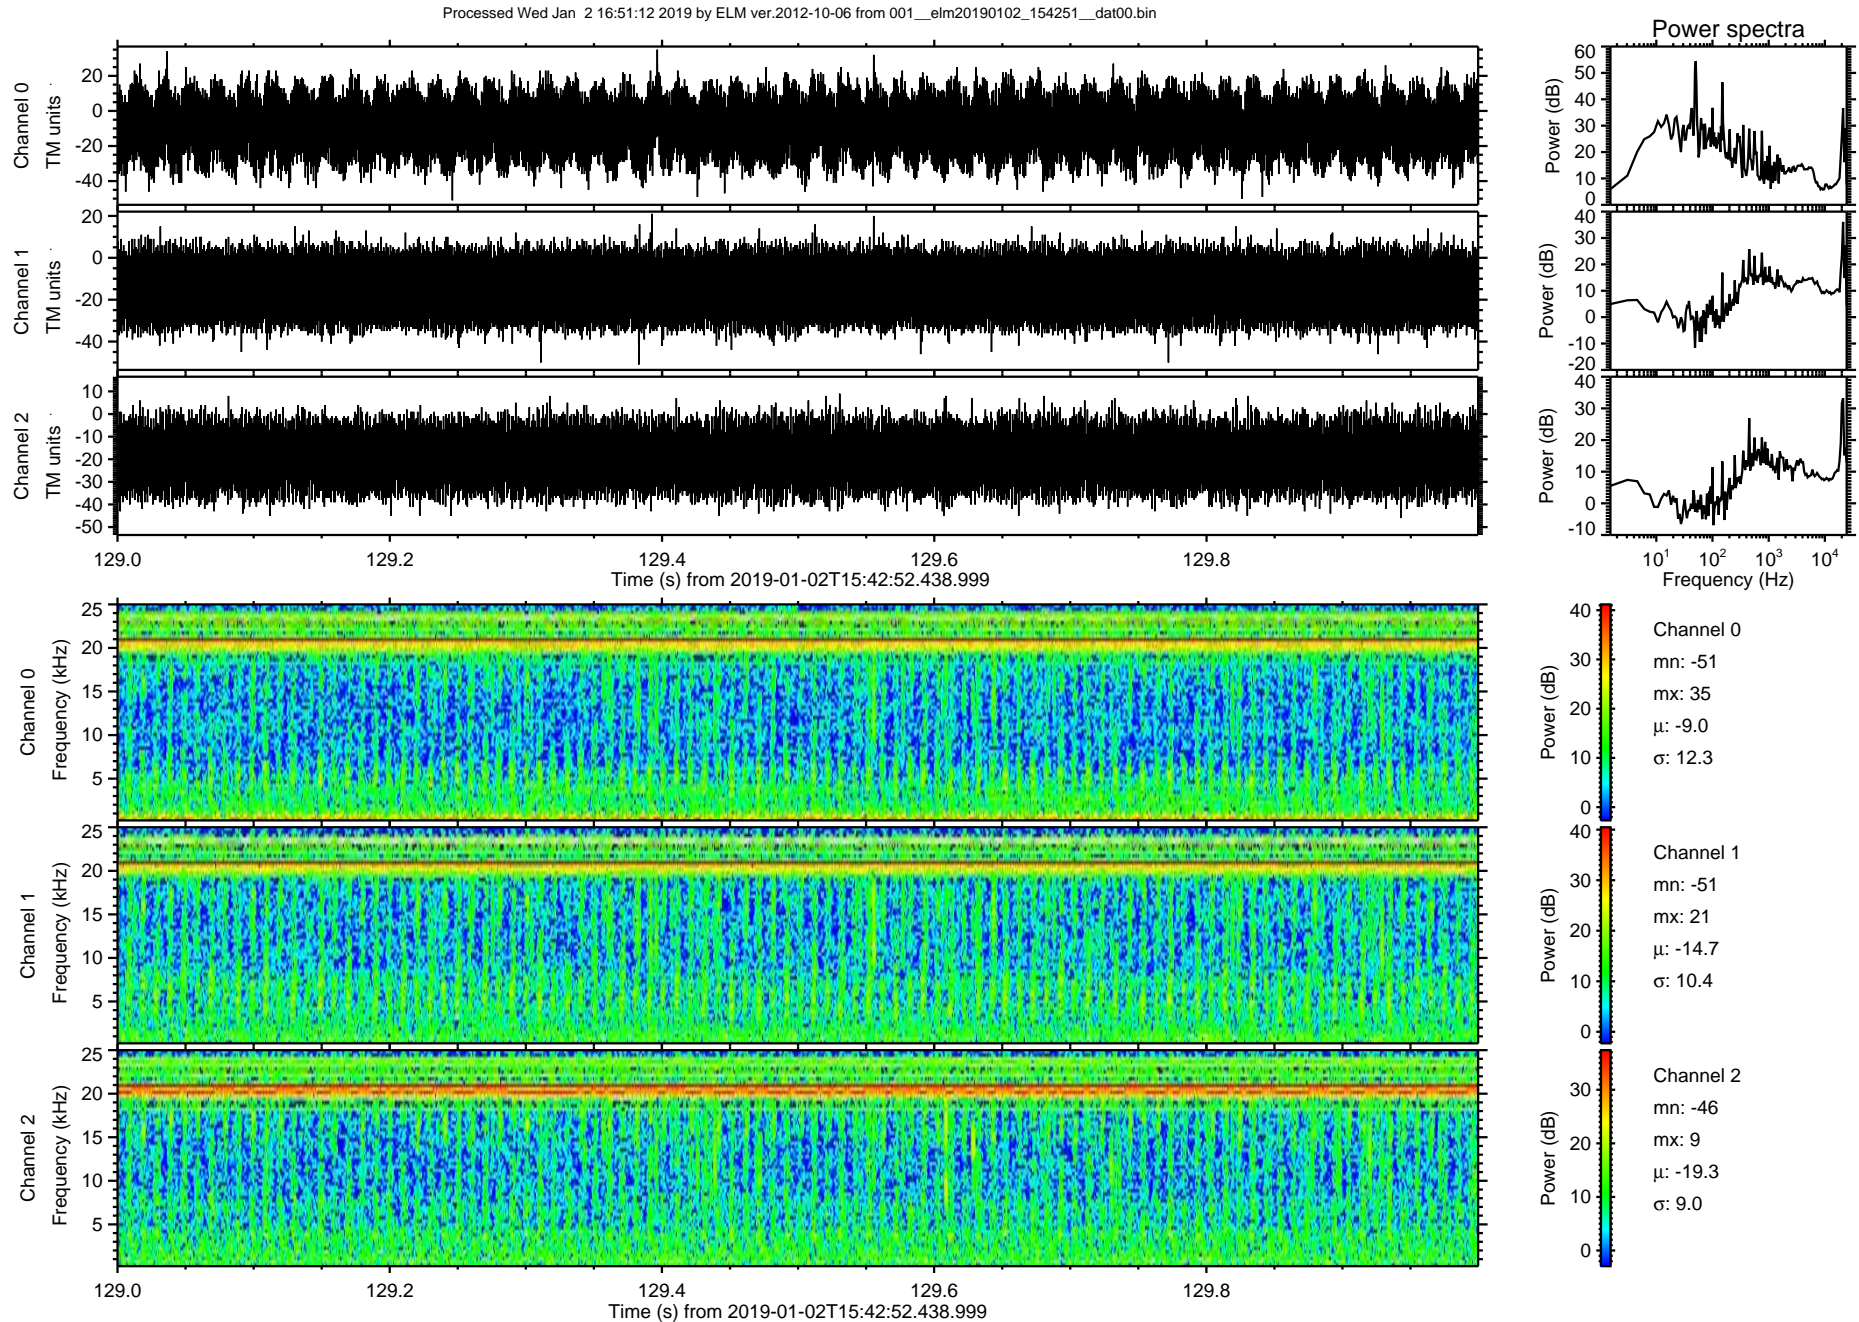 Processed Wed Jan  2 16:51:12 2019 by ELM ver.2012-10-06 from 001__elm20190102_154251__dat00.bin
Power spectra
Channel 0
TM units
20
0
-20
-40
Power (dB)
60
50
40
30
20
10
0
Channel 1
TM units
20
0
-20
-40
Power (dB)
40
30
20
10
0
-10
-20
Channel 2
TM units
10
0
-10
-20
-30
-40
-50
Power (dB)
40
30
20
10
0
-10
129.0 129.2 129.4 129.6 129.8
Time (s) from 2019-01-02T15:42:52.438.999
10¹ 10² 10³ 10⁴
Frequency (Hz)
Channel 0
Frequency (kHz)
25
20
15
10
5
Power (dB)
40
30
20
10
0
Channel 0
mn: -51
mx: 35
μ: -9.0
σ: 12.3
Channel 1
Frequency (kHz)
25
20
15
10
5
Power (dB)
40
30
20
10
0
Channel 1
mn: -51
mx: 21
μ: -14.7
σ: 10.4
Channel 2
Frequency (kHz)
25
20
15
10
5
Power (dB)
30
20
10
0
Channel 2
mn: -46
mx: 9
μ: -19.3
σ: 9.0
129.0 129.2 129.4 129.6 129.8
Time (s) from 2019-01-02T15:42:52.438.999